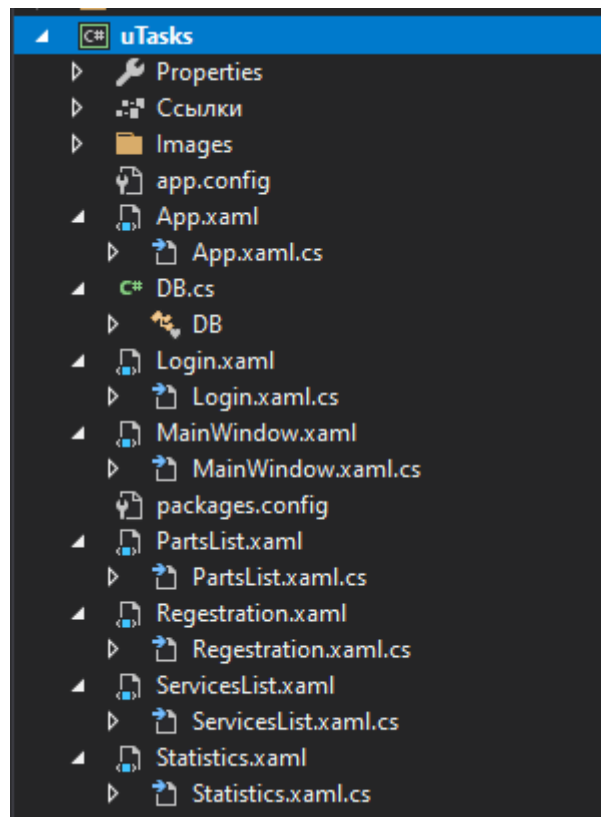 C# uTasks
Properties
Ссылки
Images
app.config
App.xaml
App.xaml.cs
C# DB.cs
DB
Login.xaml
Login.xaml.cs
MainWindow.xaml
MainWindow.xaml.cs
packages.config
PartsList.xaml
PartsList.xaml.cs
Regestration.xaml
Regestration.xaml.cs
ServicesList.xaml
ServicesList.xaml.cs
Statistics.xaml
Statistics.xaml.cs